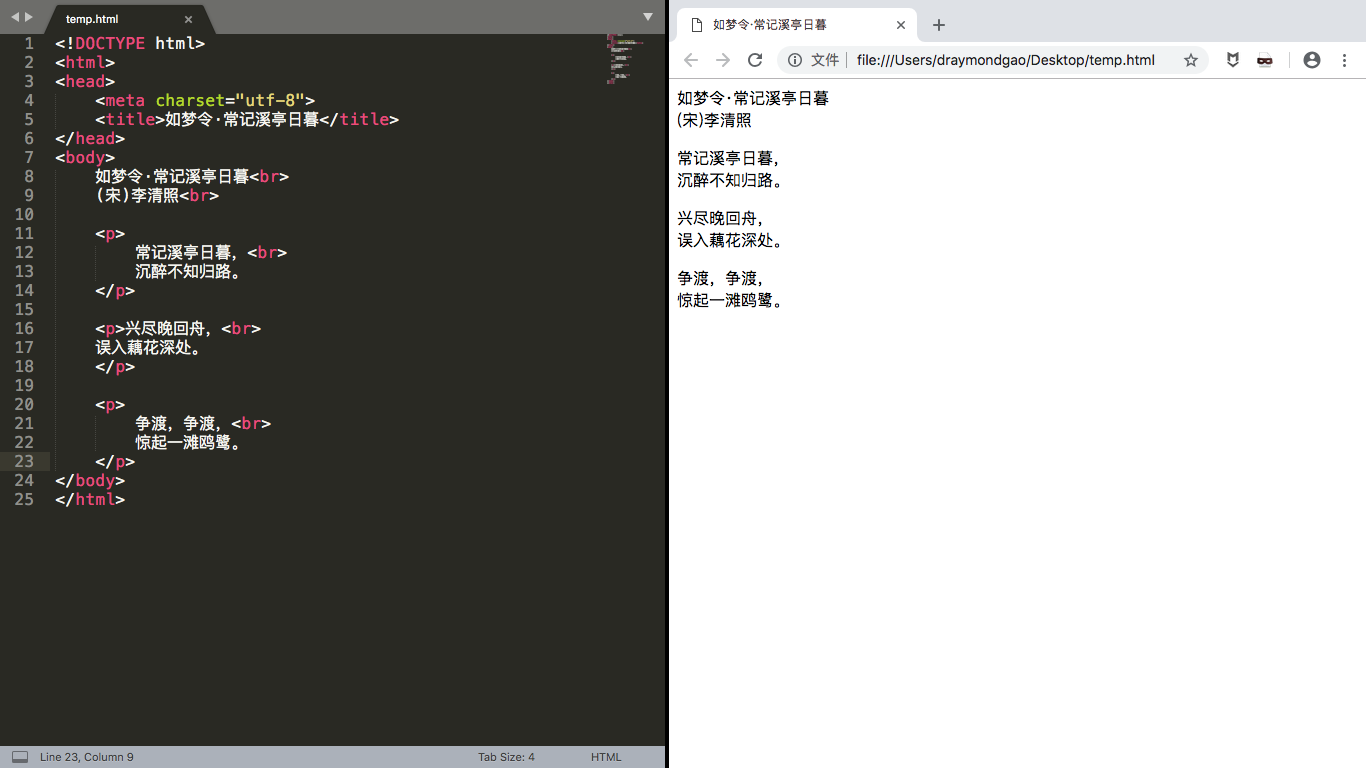 temp.html
1 <!DOCTYPE html>
2 <html>
3 <head>
4 <meta charset="utf-8">
5 <title>如梦令·常记溪亭日暮</title>
6 </head>
7 <body>
8 如梦令·常记溪亭日暮<br>
9 (宋)李清照<br>
10
11 <p>
12 常记溪亭日暮，<br>
13 沉醉不知归路。
14 </p>
15
16 <p>兴尽晚回舟，<br>
17 误入藕花深处。
18 </p>
19
20 <p>
21 争渡，争渡，<br>
22 惊起一滩鸥鹭。
23 </p>
24 </body>
25 </html>
Line 23, Column 9 Tab Size: 4 HTML
如梦令·常记溪亭日暮
文件 file:///Users/draymondgao/Desktop/temp.html
如梦令·常记溪亭日暮
(宋)李清照
常记溪亭日暮，
沉醉不知归路。
兴尽晚回舟，
误入藕花深处。
争渡，争渡，
惊起一滩鸥鹭。